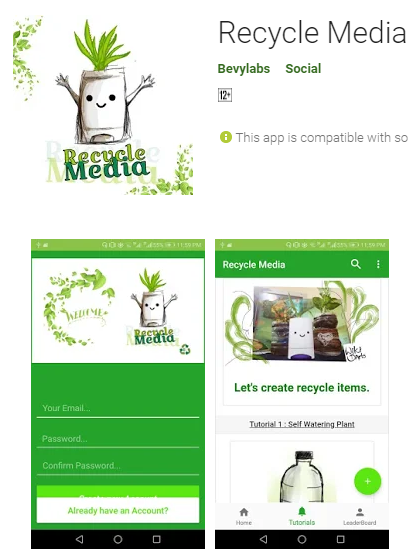 Recycle Media
Bevylabs Social
12+
This app is compatible with so
Recycle
Media
11:59 PM
WELCOME
Recycle
Media
Your Email...
Password...
Confirm Password...
Already have an Account?
11:59 PM
Recycle Media
Let's create recycle items.
Tutorial 1 : Self Watering Plant
+
Home
Tutorials
LeaderBoard